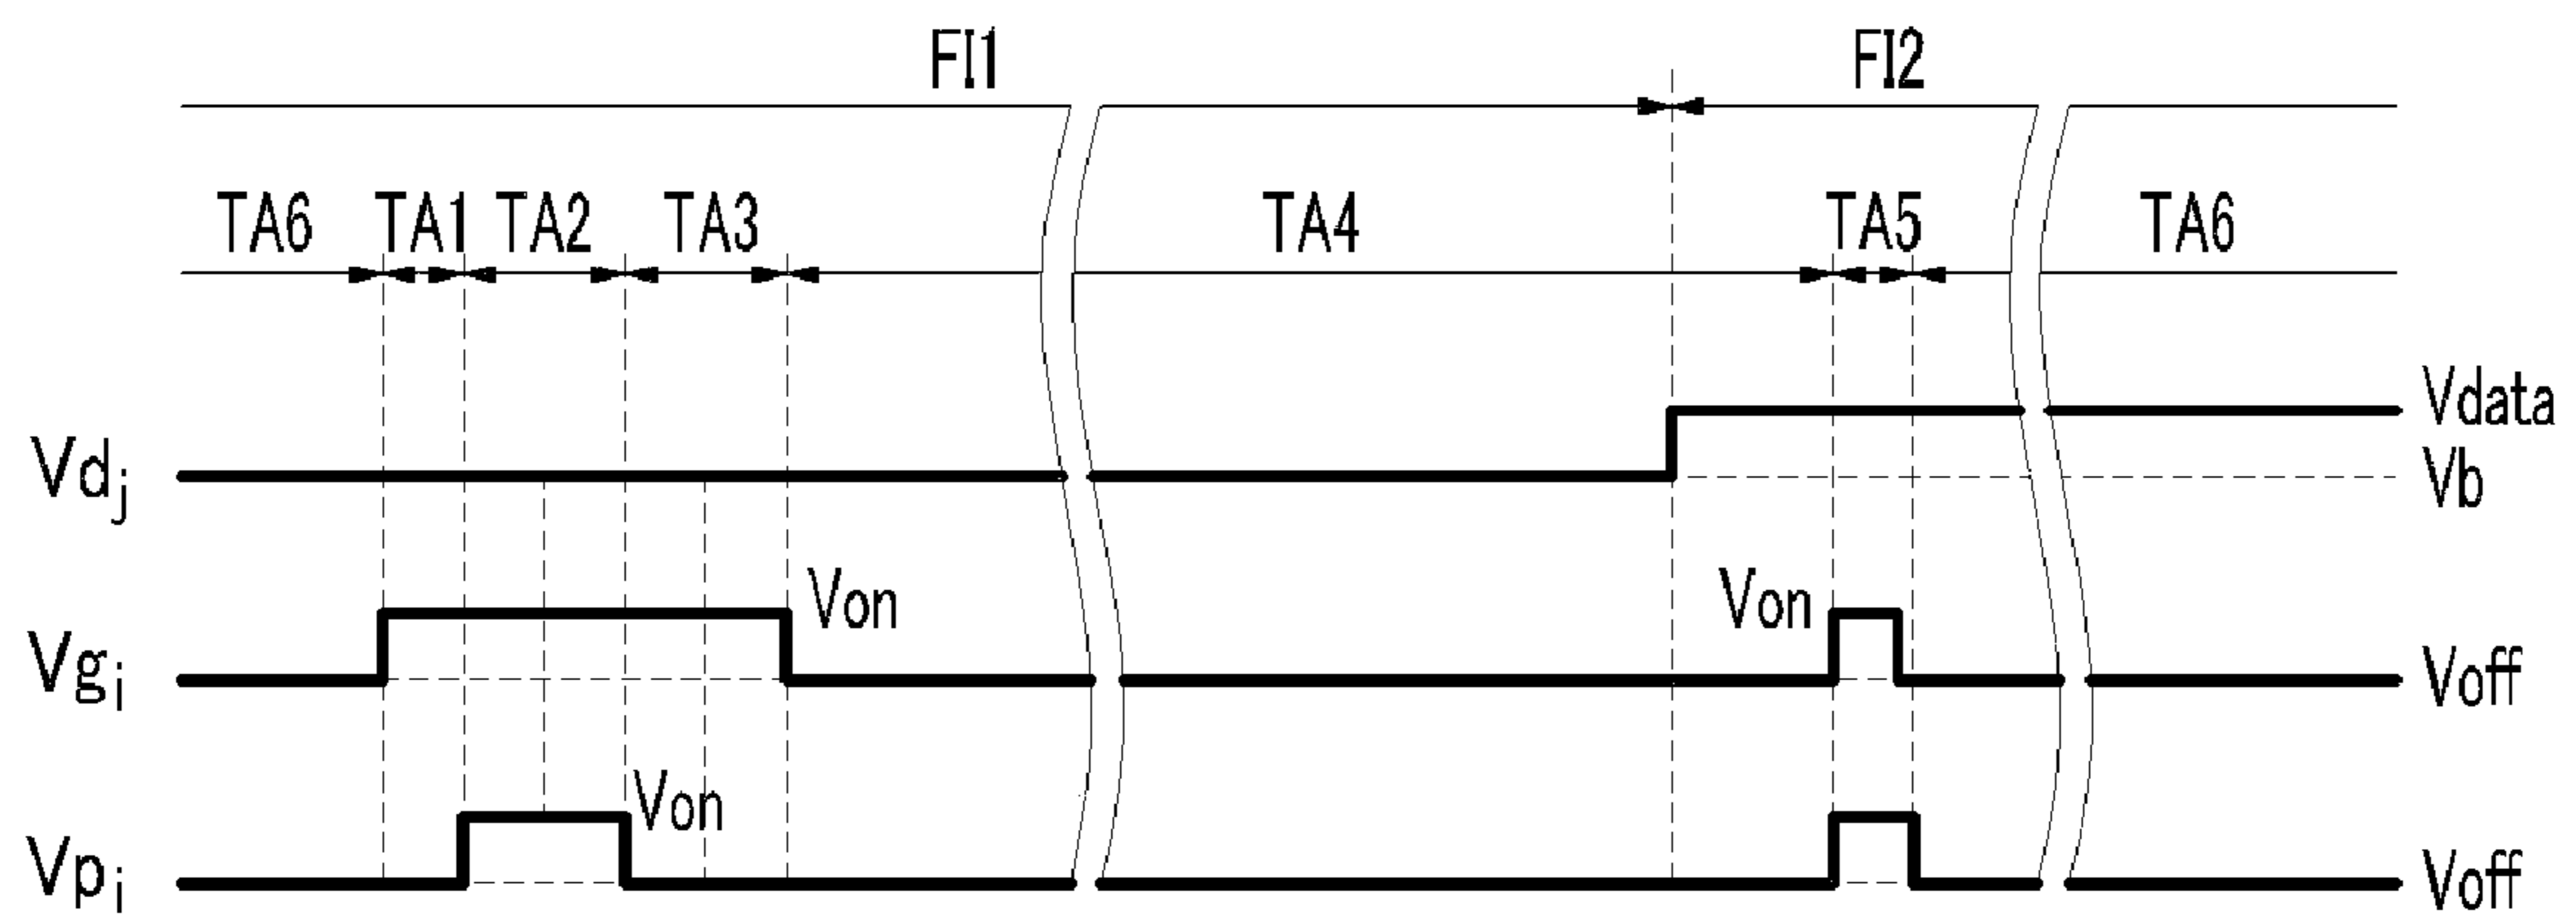 FI1 FI2
TA6 TA1 TA2 TA3 TA4 TA5 TA6
Vdata
Vdj Vb
Von Von
Vgi Voff
Von
Vpi Voff